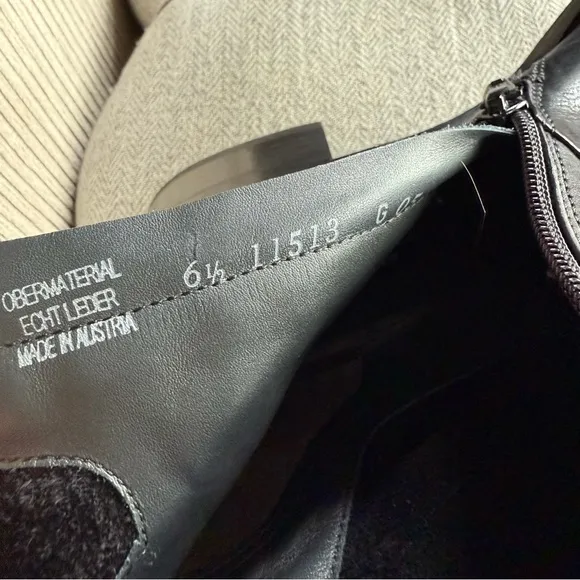 OBERMATERIAL
ECHT LEDER
MADE IN AUSTRIA
6½ 11513 G